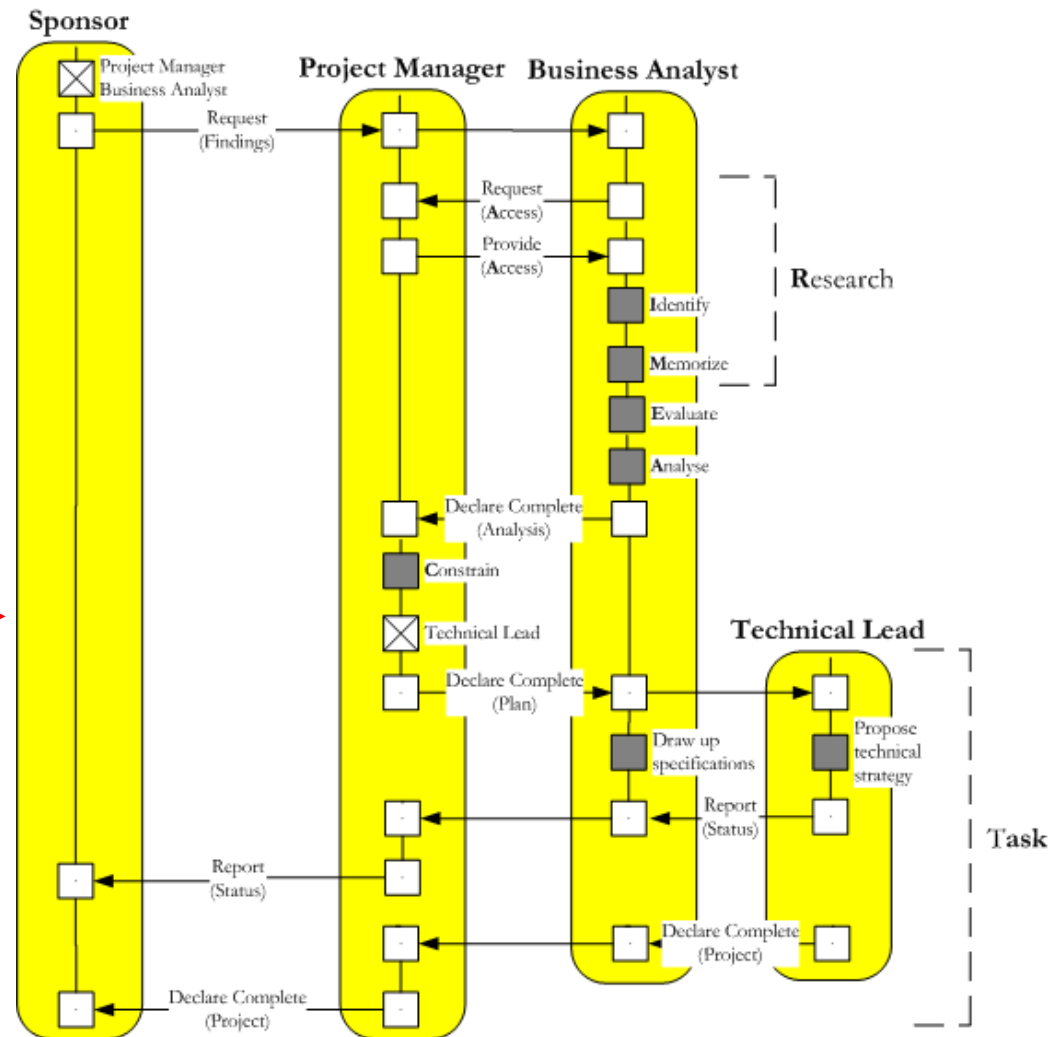 Sponsor
Project Manager
Business Analyst
Project Manager
Business Analyst
Request
(Findings)
Request
(Access)
Provide
(Access)
Identify
Memorize
Research
Evaluate
Analyse
Declare Complete
(Analysis)
Constrain
Technical Lead
Technical Lead
Declare Complete
(Plan)
Draw up
specifications
Propose
technical
strategy
Report
(Status)
Task
Report
(Status)
Declare Complete
(Project)
Declare Complete
(Project)